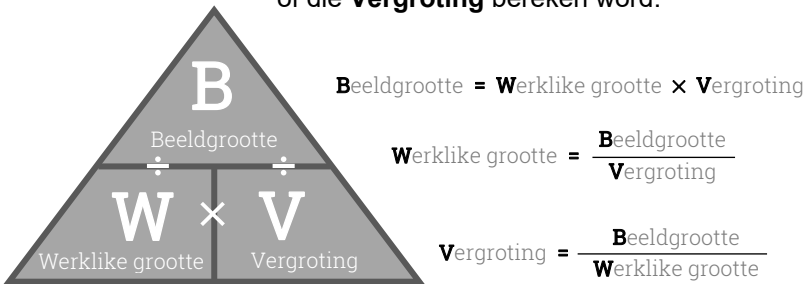 of die Vergroting bereken word.
B
Beeldgrootte
÷ ÷
W × V
Werklike grootte Vergroting
Beeldgrootte = Werklike grootte × Vergroting
Werklike grootte = Beeldgrootte
Vergroting
Vergroting = Beeldgrootte
Werklike grootte